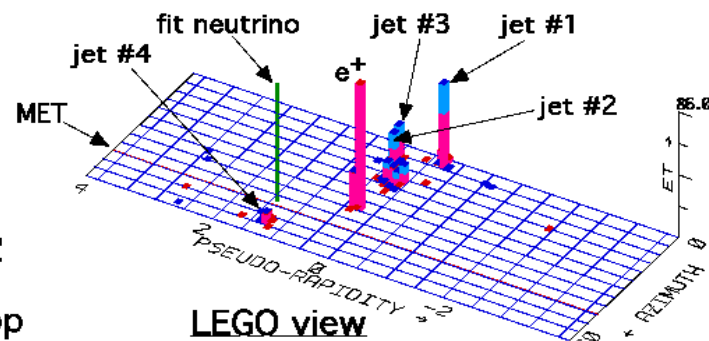 fit neutrino
jet #3
jet #1
jet #4
e+
jet #2
MET
86.0
ET →
4
2
0
-2
PSEUDO-RAPIDITY →
0
← AZIMUTH
LEGO view